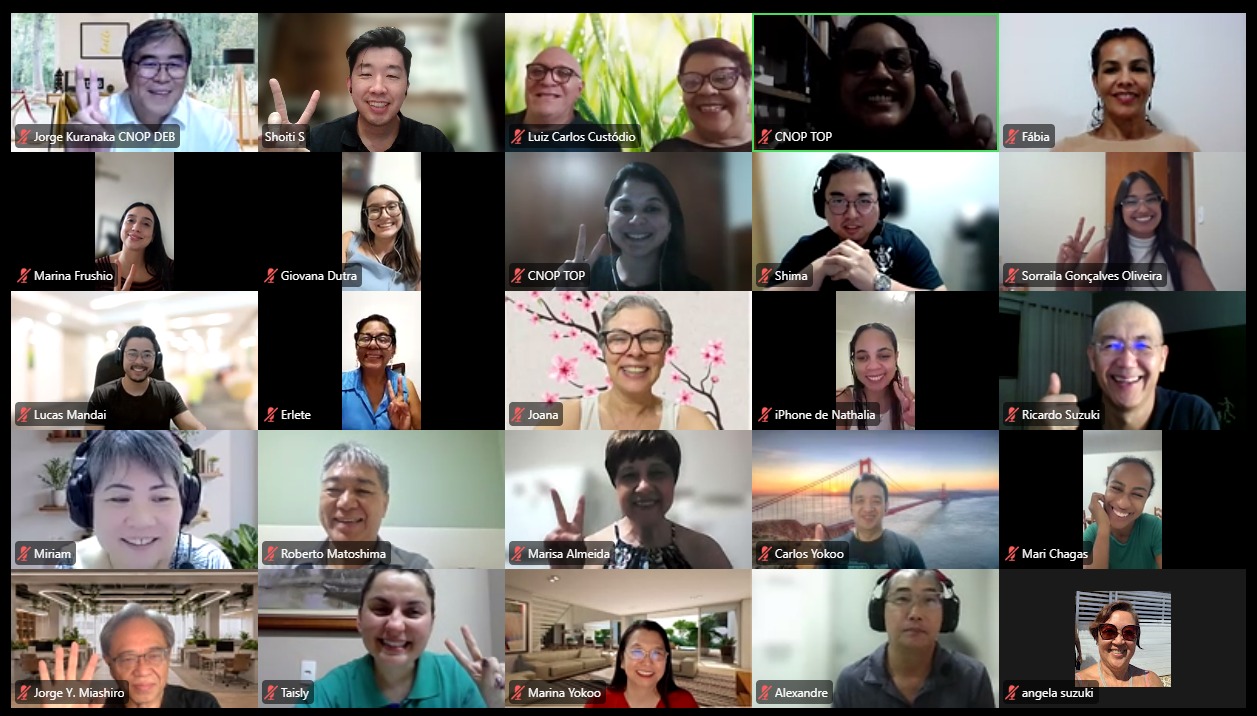 Jorge Kuranaka CNOP DEB
Shoiti S
Luiz Carlos Custódio
CNOP TOP
Fábia
Marina Frushio
Giovana Dutra
CNOP TOP
Shima
Sorraila Gonçalves Oliveira
Lucas Mandai
Erlete
Joana
iPhone de Nathalia
Ricardo Suzuki
Miriam
Roberto Matoshima
Marisa Almeida
Carlos Yokoo
Mari Chagas
Jorge Y. Miashiro
Taisly
Marina Yokoo
Alexandre
angela suzuki